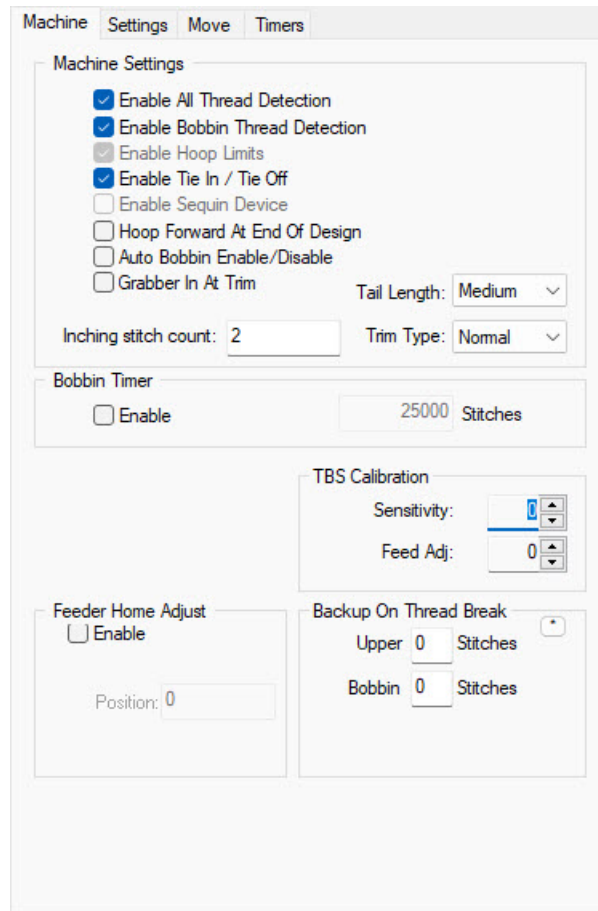 Machine Settings Move Timers
Machine Settings
Enable All Thread Detection
Enable Bobbin Thread Detection
Enable Hoop Limits
Enable Tie In / Tie Off
Enable Sequin Device
Hoop Forward At End Of Design
Auto Bobbin Enable/Disable
Grabber In At Trim
Tail Length: Medium
Inching stitch count: 2 Trim Type: Normal
Bobbin Timer
Enable 25000 Stitches
TBS Calibration
Sensitivity: 0
Feed Adj: 0
Feeder Home Adjust
Enable
Position: 0
Backup On Thread Break *
Upper 0 Stitches
Bobbin 0 Stitches